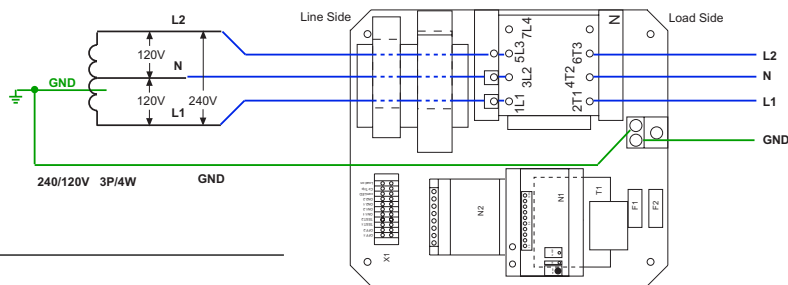 L2
Line Side
Load Side
N
7L4
5L3
6T3
3L2
4T2
1L1
2T1
120V
N
GND
120V
240V
L1
L2
N
L1
GND
240/120V 3P/4W
GND
N2
N1
T1
F1
F2
X1